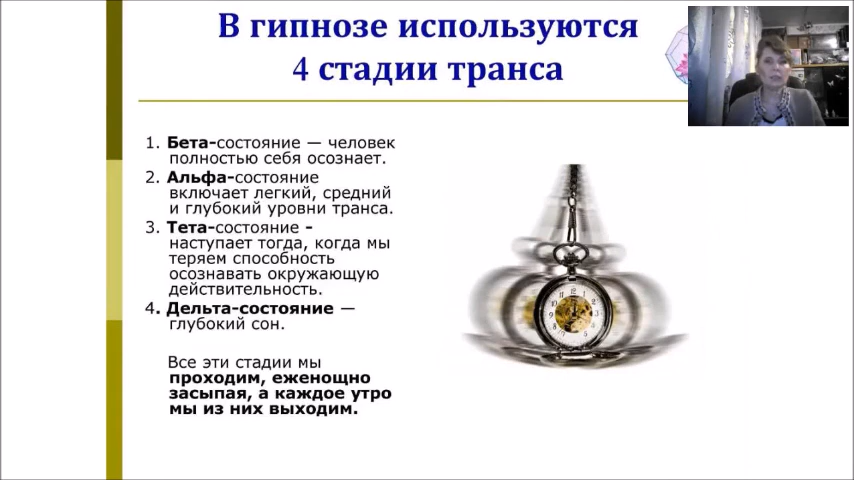 В гипнозе используются
4 стадии транса
1. Бета-состояние — человек
полностью себя осознает.
2. Альфа-состояние
включает легкий, средний
и глубокий уровни транса.
3. Тета-состояние -
наступает тогда, когда мы
теряем способность
осознавать окружающую
действительность.
4. Дельта-состояние —
глубокий сон.
Все эти стадии мы
проходим, еженощно
засыпая, а каждое утро
мы из них выходим.